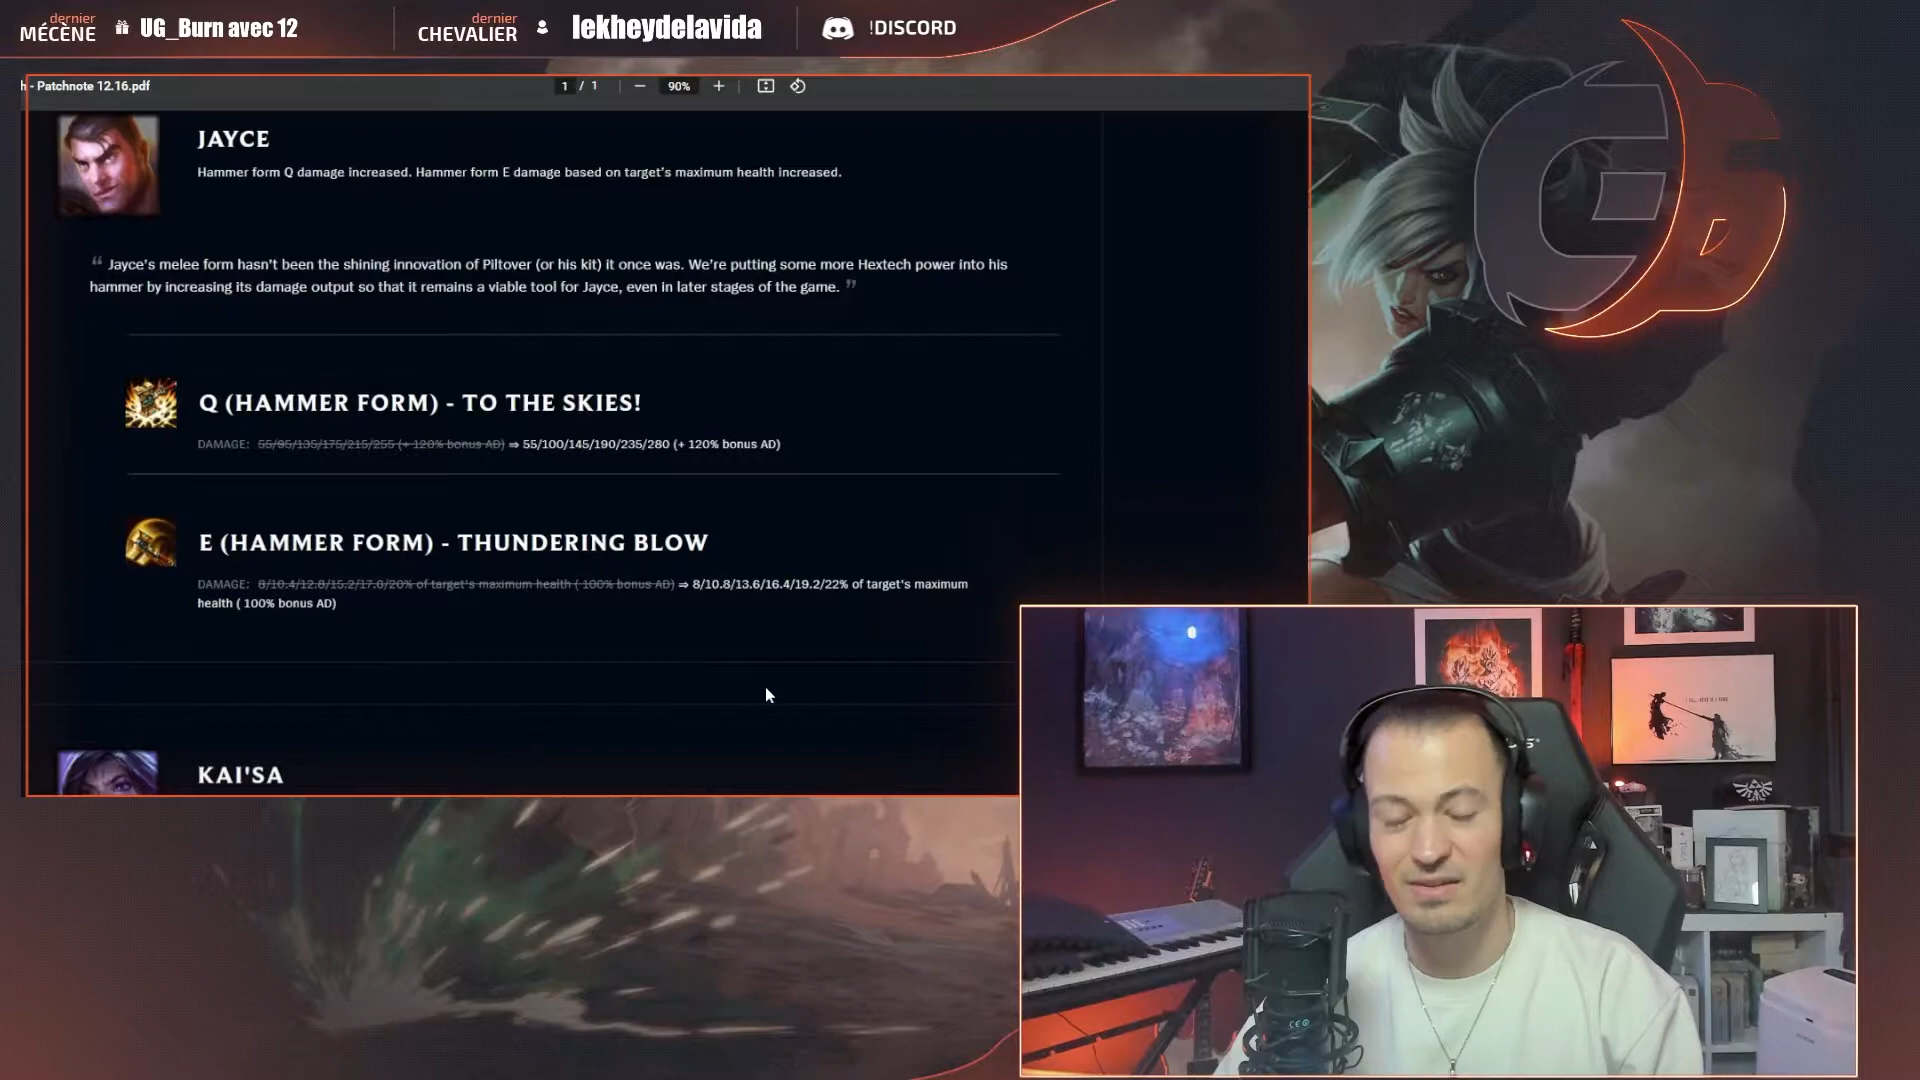 dernier
MÉCÈNE
UG_Burn avec 12
dernier
CHEVALIER
lekheydelavida
!DISCORD
h - Patchnote 12.16.pdf
1 / 1
90%
JAYCE
Hammer form Q damage increased. Hammer form E damage based on target's maximum health increased.
“ Jayce's melee form hasn't been the shining innovation of Piltover (or his kit) it once was. We're putting some more Hextech power into his
hammer by increasing its damage output so that it remains a viable tool for Jayce, even in later stages of the game. ”
Q (HAMMER FORM) - TO THE SKIES!
DAMAGE: 55/95/135/175/215/255 (+ 120% bonus AD) ⇒ 55/100/145/190/235/280 (+ 120% bonus AD)
E (HAMMER FORM) - THUNDERING BLOW
DAMAGE: 8/10.4/12.8/15.2/17.6/20% of target's maximum health ( 100% bonus AD) ⇒ 8/10.8/13.6/16.4/19.2/22% of target's maximum
health ( 100% bonus AD)
KAI'SA